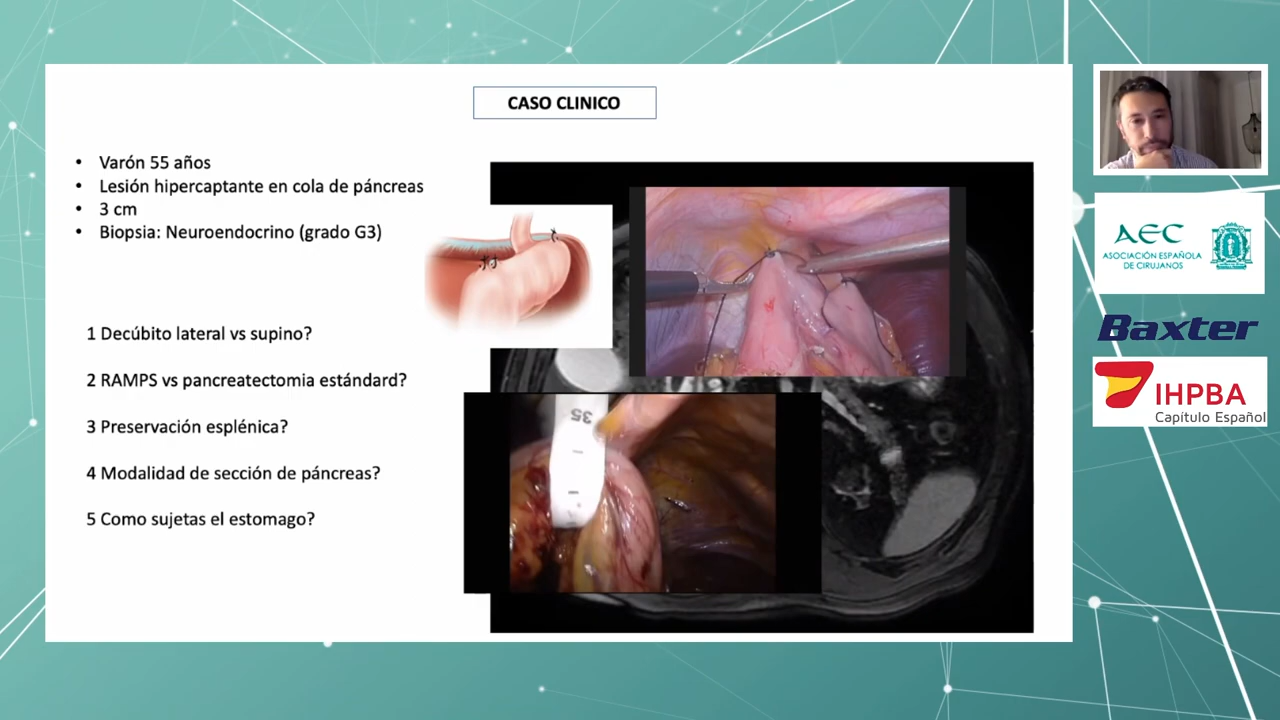 CASO CLINICO
• Varón 55 años
• Lesión hipercaptante en cola de páncreas
• 3 cm
• Biopsia: Neuroendocrino (grado G3)
1 Decúbito lateral vs supino?
2 RAMPS vs pancreatectomia estándard?
3 Preservación esplénica?
4 Modalidad de sección de páncreas?
5 Como sujetas el estomago?
35
AEC
ASOCIACIÓN ESPAÑOLA
DE CIRUJANOS
Baxter
IHPBA
Capítulo Español